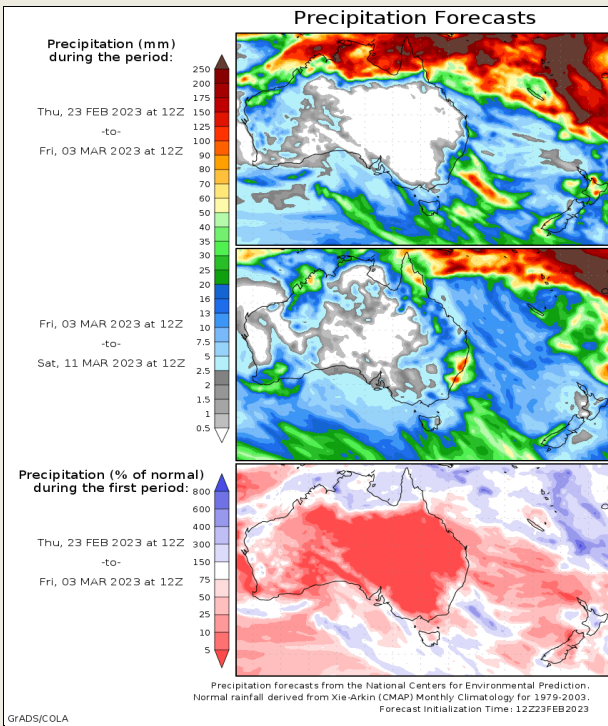 Precipitation Forecasts
Precipitation (mm)
during the period:
Thu, 23 FEB 2023 at 12Z
-to-
Fri, 03 MAR 2023 at 12Z
250
200
175
150
125
100
90
80
70
60
50
40
35
30
25
20
16
13
10
7.5
5
2.5
2
1.5
1
0.5
Fri, 03 MAR 2023 at 12Z
-to-
Sat, 11 MAR 2023 at 12Z
Precipitation (% of normal)
during the first period:
Thu, 23 FEB 2023 at 12Z
-to-
Fri, 03 MAR 2023 at 12Z
800
600
400
300
150
75
50
25
10
5
Precipitation forecasts from the National Centers for Environmental Prediction.
Normal rainfall derived from Xie-Arkin (CMAP) Monthly Climatology for 1979-2003.
Forecast Initialization Time: 12Z23FEB2023
GrADS/COLA